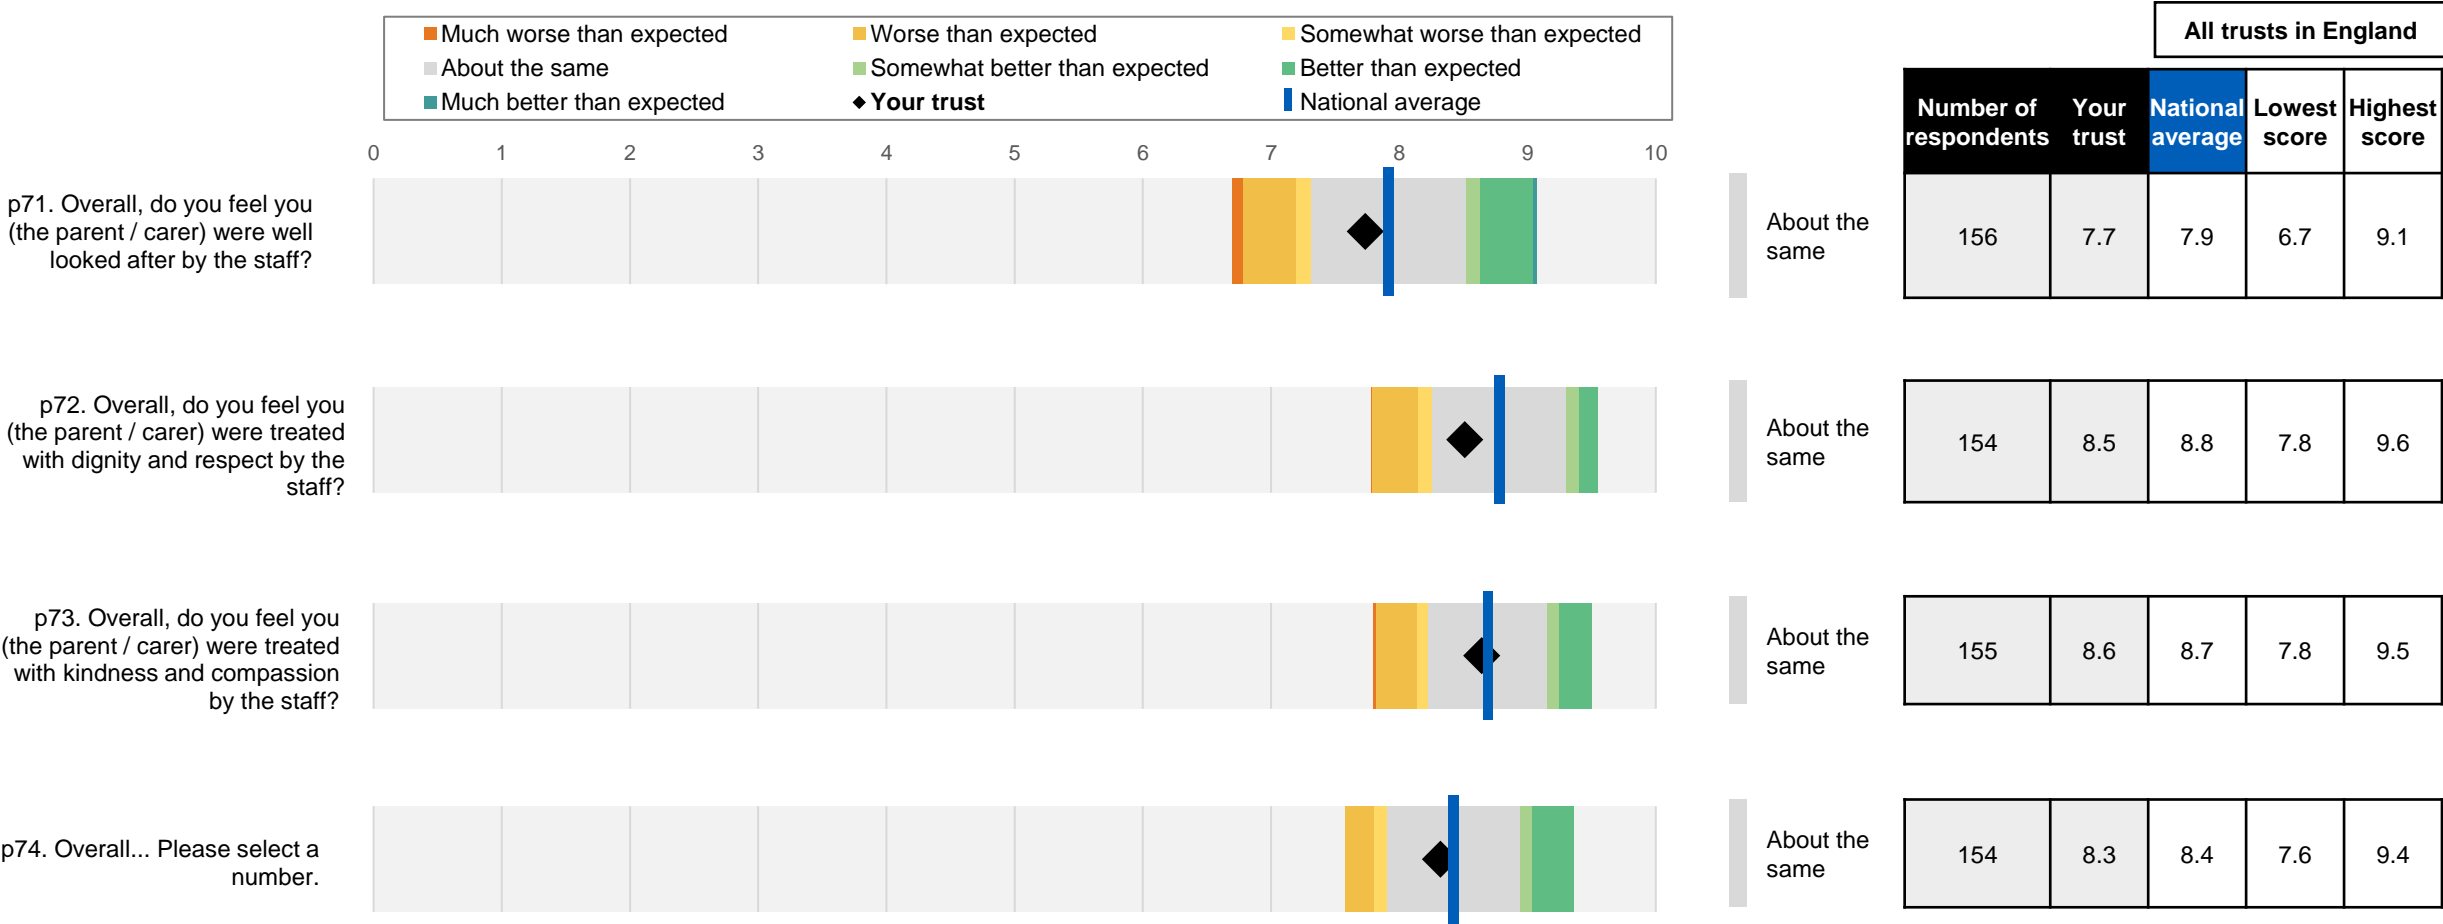 Much worse than expected
Worse than expected
Somewhat worse than expected
About the same
Somewhat better than expected
Better than expected
Much better than expected
Your trust
National average
All trusts in England
Number of respondents
Your trust
National average
Lowest score
Highest score
0 1 2 3 4 5 6 7 8 9 10
p71. Overall, do you feel you
(the parent / carer) were well
looked after by the staff?
About the
same
156 7.7 7.9 6.7 9.1
p72. Overall, do you feel you
(the parent / carer) were treated
with dignity and respect by the
staff?
About the
same
154 8.5 8.8 7.8 9.6
p73. Overall, do you feel you
(the parent / carer) were treated
with kindness and compassion
by the staff?
About the
same
155 8.6 8.7 7.8 9.5
p74. Overall... Please select a
number.
About the
same
154 8.3 8.4 7.6 9.4